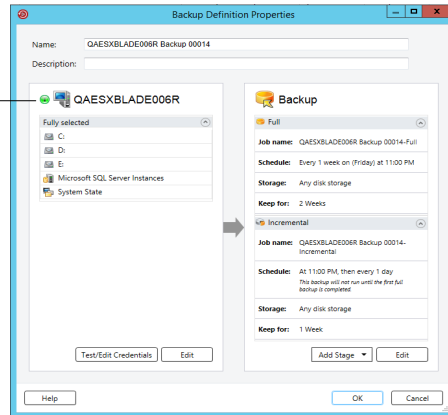 Backup Definition Properties
Name: QAESXBLADE006R Backup 00014
Description:
QAESXBLADE006R
Fully selected
C:
D:
E:
Microsoft SQL Server Instances
System State
Test/Edit Credentials Edit
Backup
Full
Job name: QAESXBLADE006R Backup 00014-Full
Schedule: Every 1 week on (Friday) at 11:00 PM
Storage: Any disk storage
Keep for: 2 Weeks
Incremental
Job name: QAESXBLADE006R Backup 00014-
Incremental
Schedule: At 11:00 PM, then every 1 day
This backup will not run until the first full
backup is completed.
Storage: Any disk storage
Keep for: 1 Week
Add Stage Edit
Help OK Cancel